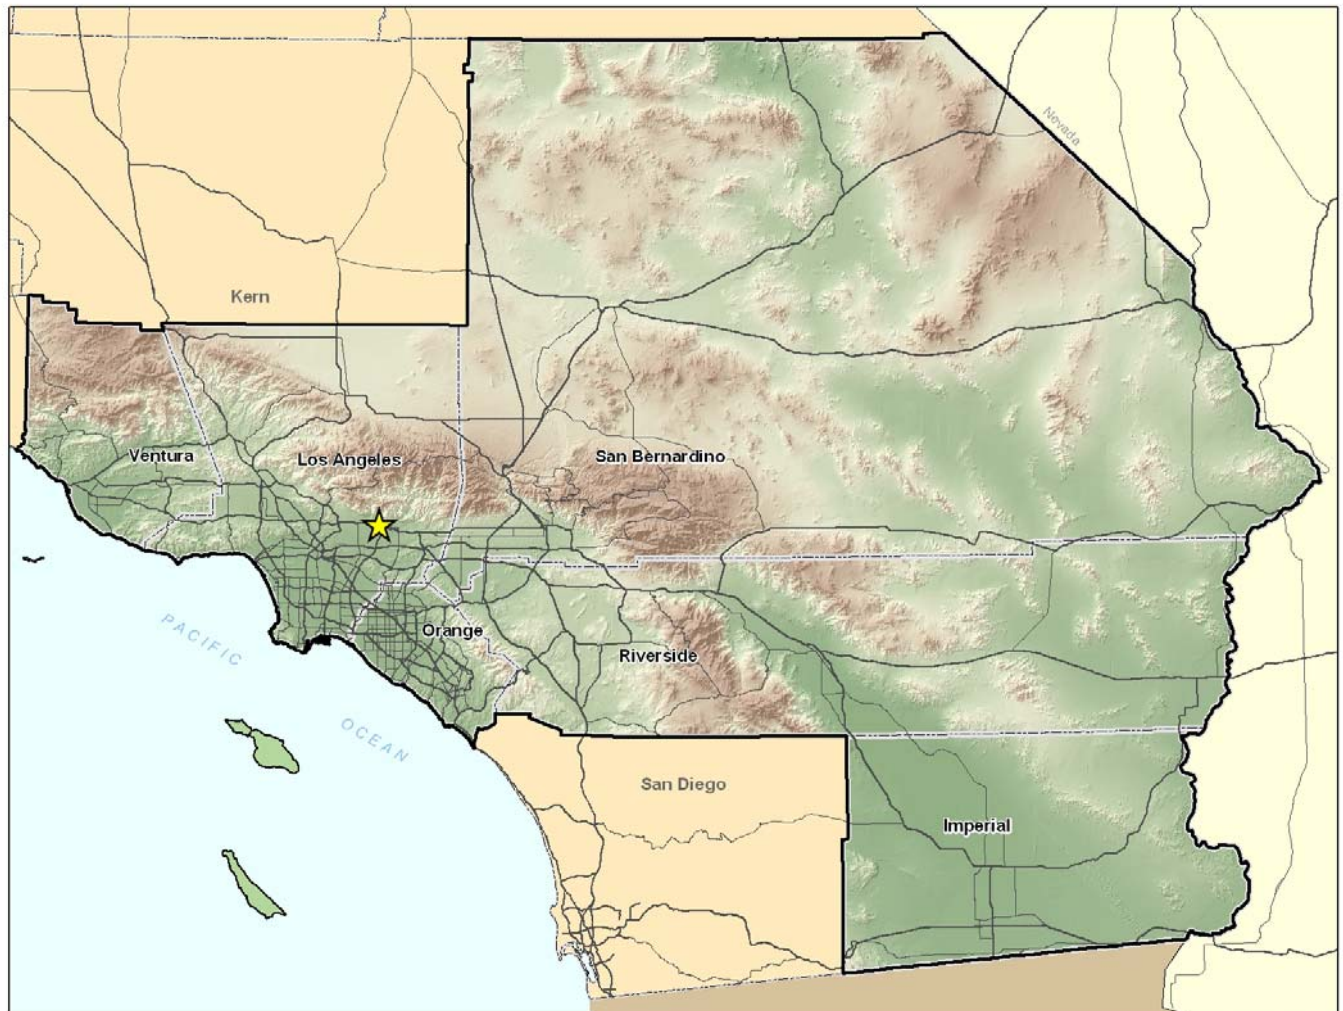 Nevada
Kern
Ventura
Los Angeles
San Bernardino
Orange
Riverside
PACIFIC
OCEAN
San Diego
Imperial